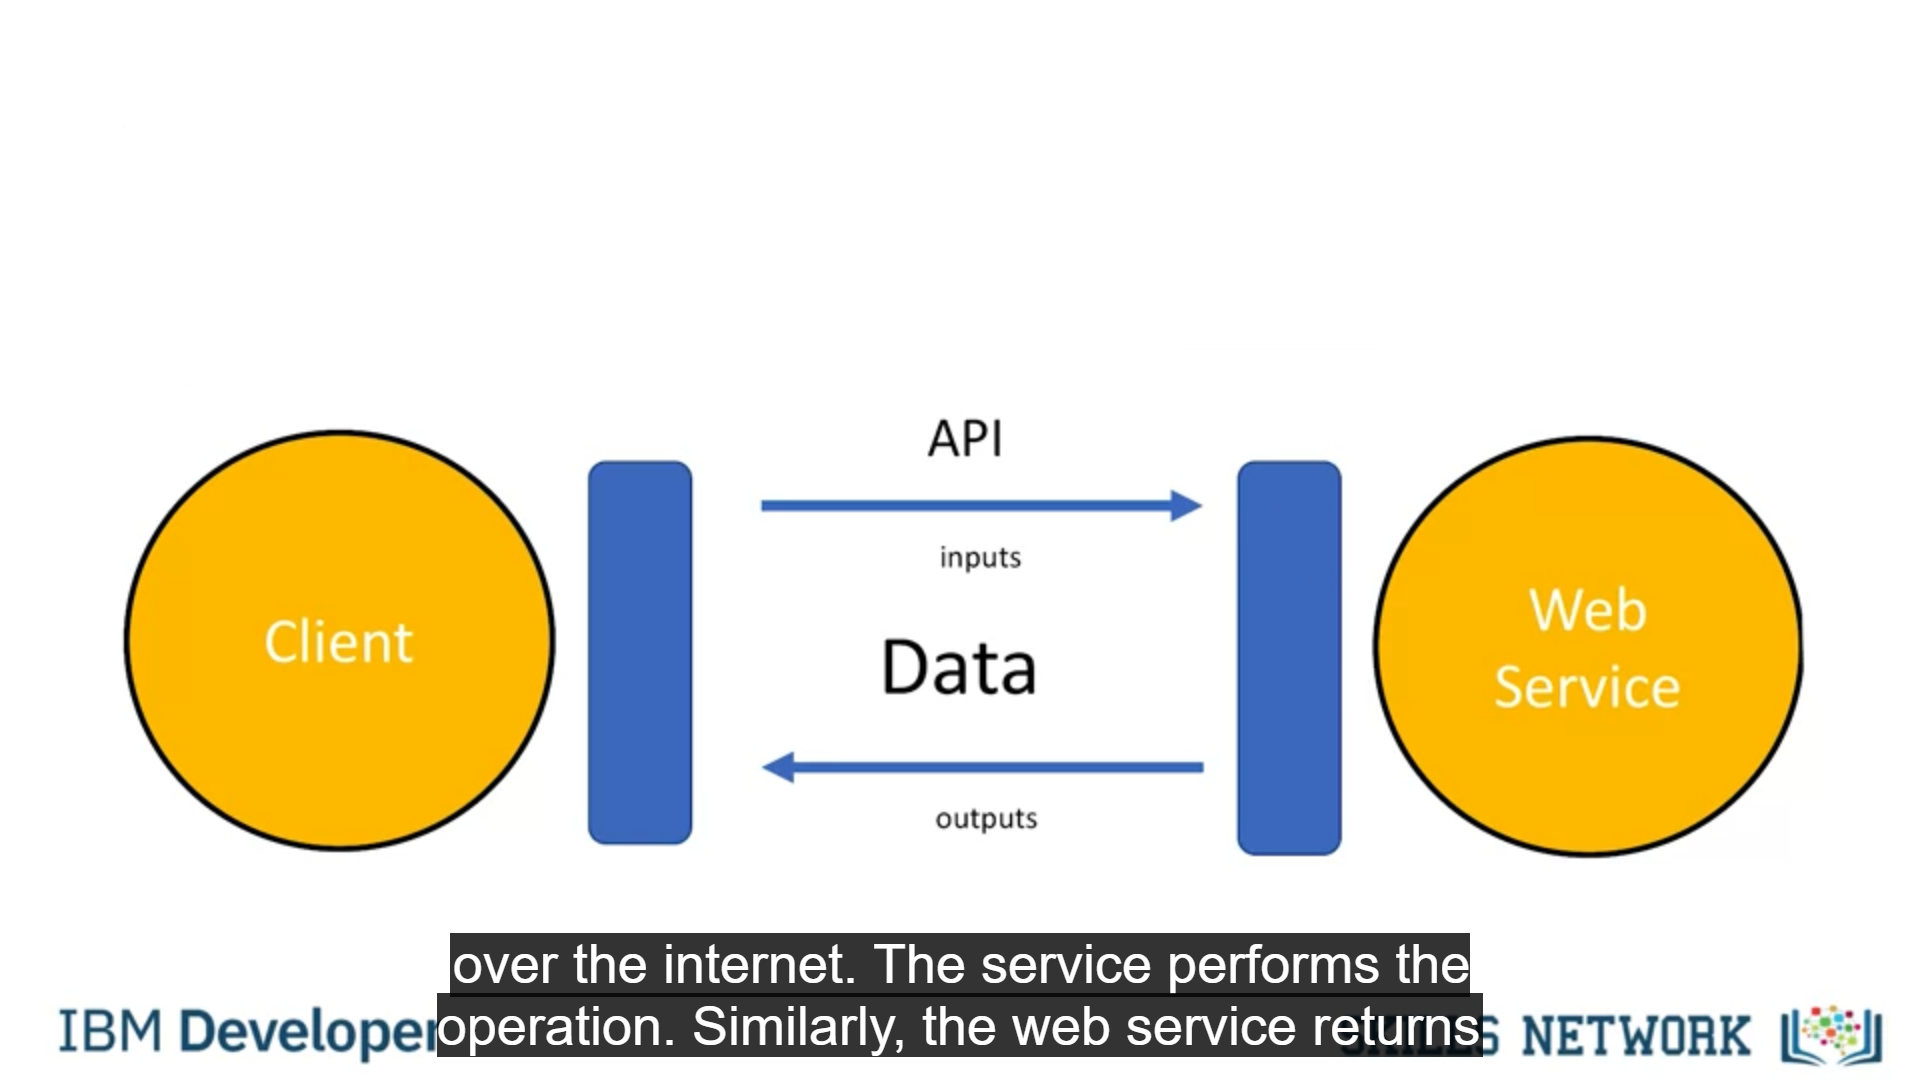 API
inputs
Client
Data
Web
Service
outputs
over the internet. The service performs the
operation. Similarly, the web service returns
IBM Developer
SKILLS NETWORK